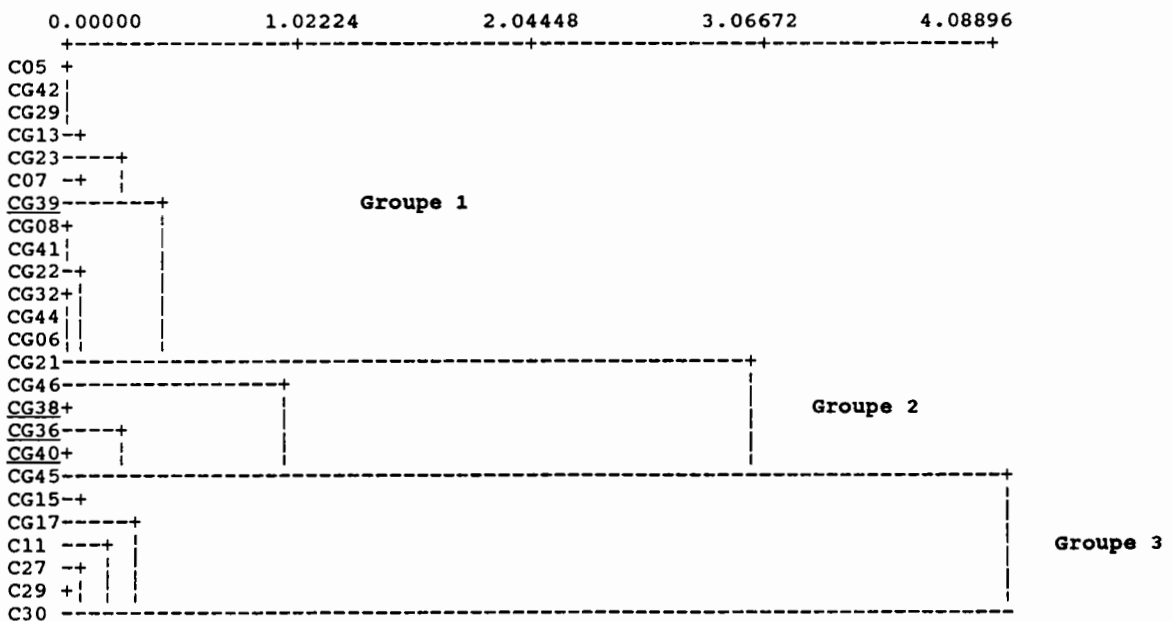 0.00000 1.02224 2.04448 3.06672 4.08896
C05
CG42
CG29
CG13
CG23
C07
CG39 Groupe 1
CG08
CG41
CG22
CG32
CG44
CG06
CG21
CG46
CG38 Groupe 2
CG36
CG40
CG45
CG15
CG17
C11 Groupe 3
C27
C29
C30